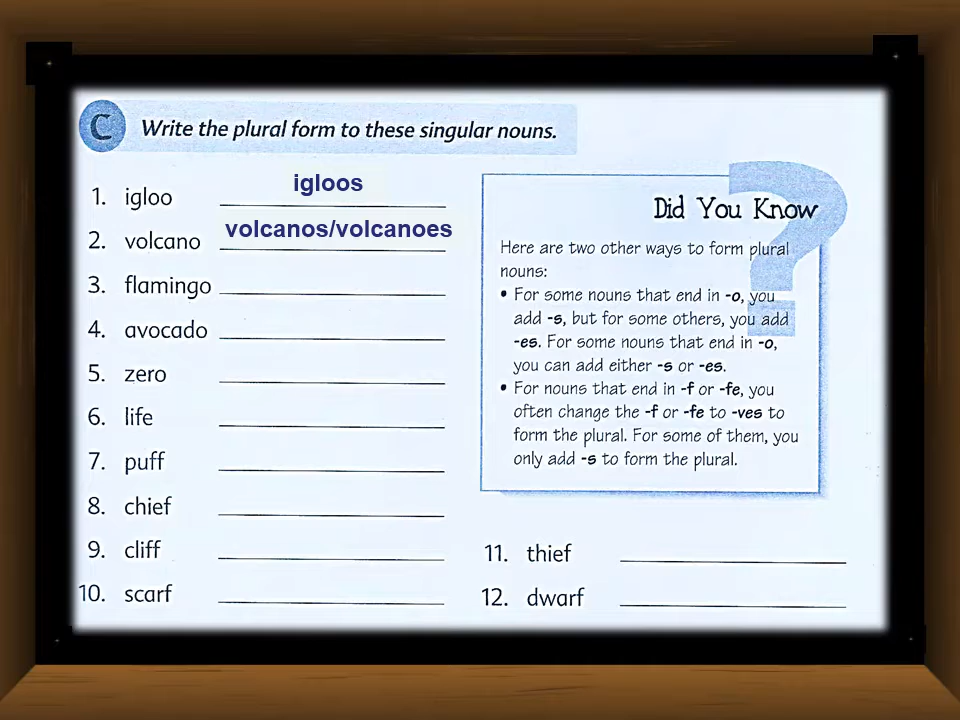 C
Write the plural form to these singular nouns.
1. igloo igloos
2. volcano volcanos/volcanoes
3. flamingo
4. avocado
5. zero
6. life
7. puff
8. chief
9. cliff
10. scarf
?
Did You Know
Here are two other ways to form plural
nouns:
• For some nouns that end in -o, you
add -s, but for some others, you add
-es. For some nouns that end in -o,
you can add either -s or -es.
• For nouns that end in -f or -fe, you
often change the -f or -fe to -ves to
form the plural. For some of them, you
only add -s to form the plural.
11. thief
12. dwarf